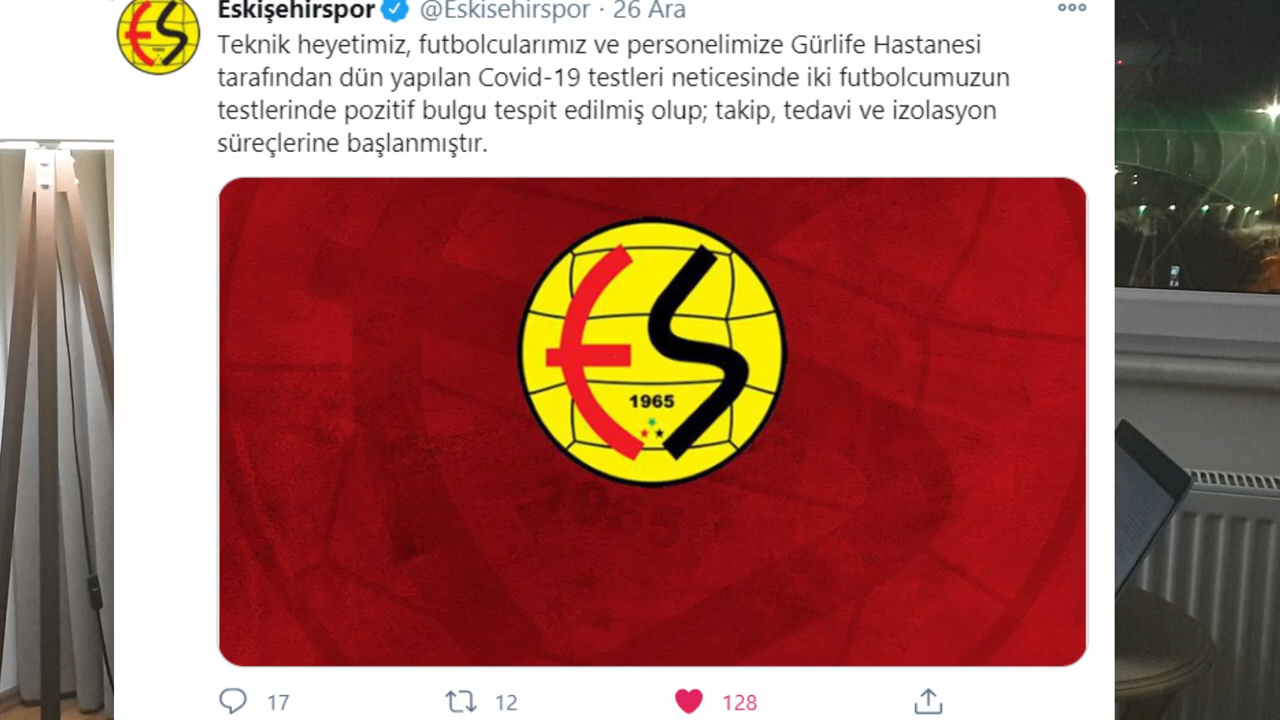 Eskişehirspor @Eskisehirspor · 26 Ara
Teknik heyetimiz, futbolcularımız ve personelimize Gürlife Hastanesi
tarafından dün yapılan Covid-19 testleri neticesinde iki futbolcumuzun
testlerinde pozitif bulgu tespit edilmiş olup; takip, tedavi ve izolasyon
süreçlerine başlanmıştır.
ES
1965
1965
17 12 128